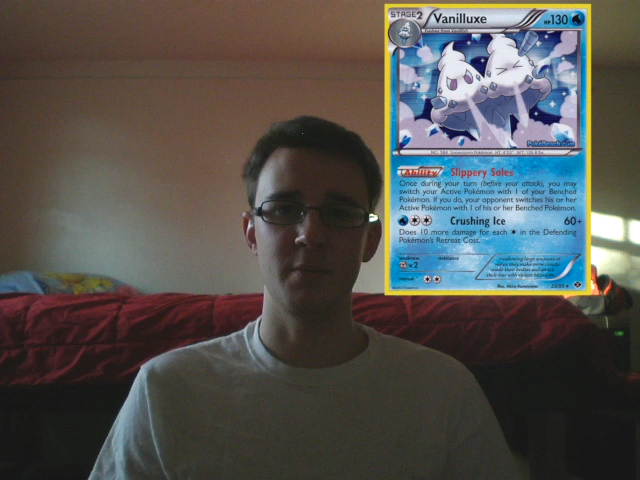 STAGE2 Vanilluxe HP130
PokéBeach.com
Ability Slippery Soles
Once during your turn (before your attack), you may
switch your Active Pokémon with 1 of your Benched
Pokémon. If you do, your opponent switches his or her
Active Pokémon with 1 of his or her Benched Pokémon.
Crushing Ice 60+
Does 10 more damage for each in the Defending
Pokémon's Retreat Cost.
weakness resistance
×2